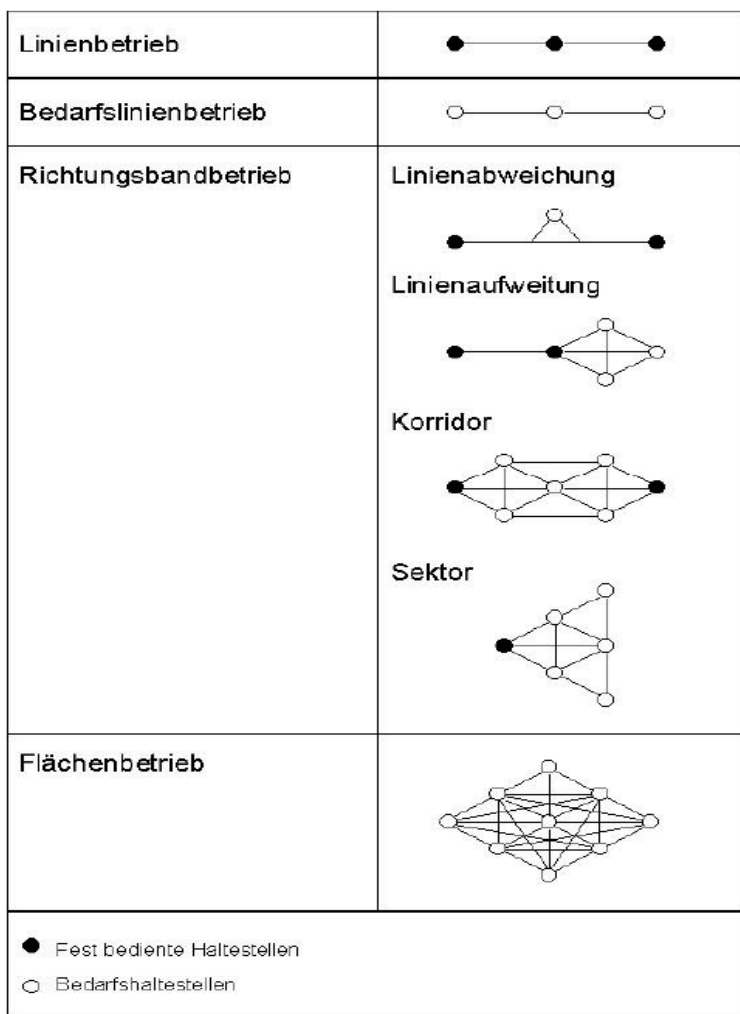 Linienbetrieb
Bedarfslinienbetrieb
Richtungsbandbetrieb
Linienabweichung
Linienaufweitung
Korridor
Sektor
Flächenbetrieb
Fest bediente Haltestellen
Bedarfshaltestellen